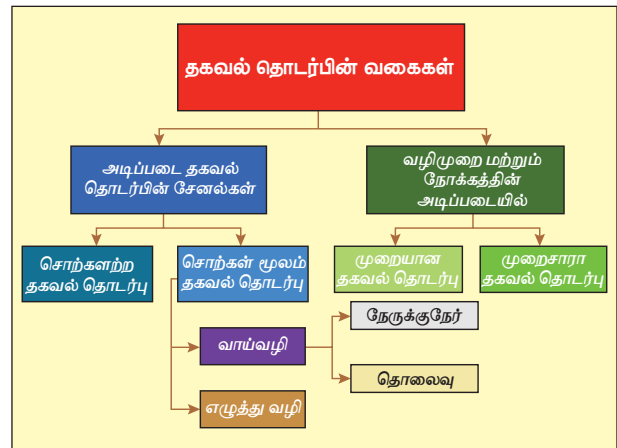 தகவல் தொடர்பின் வகைகள்
அடிப்படை தகவல்
தொடர்பின் சேனல்கள்
வழிமுறை மற்றும்
நோக்கத்தின்
அடிப்படையில்
சொற்களற்ற
தகவல் தொடர்பு
சொற்கள் மூலம்
தகவல் தொடர்பு
முறையான
தகவல் தொடர்பு
முறைசாரா
தகவல் தொடர்பு
வாய்வழி
நேருக்குநேர்
தொலைவு
எழுத்து வழி